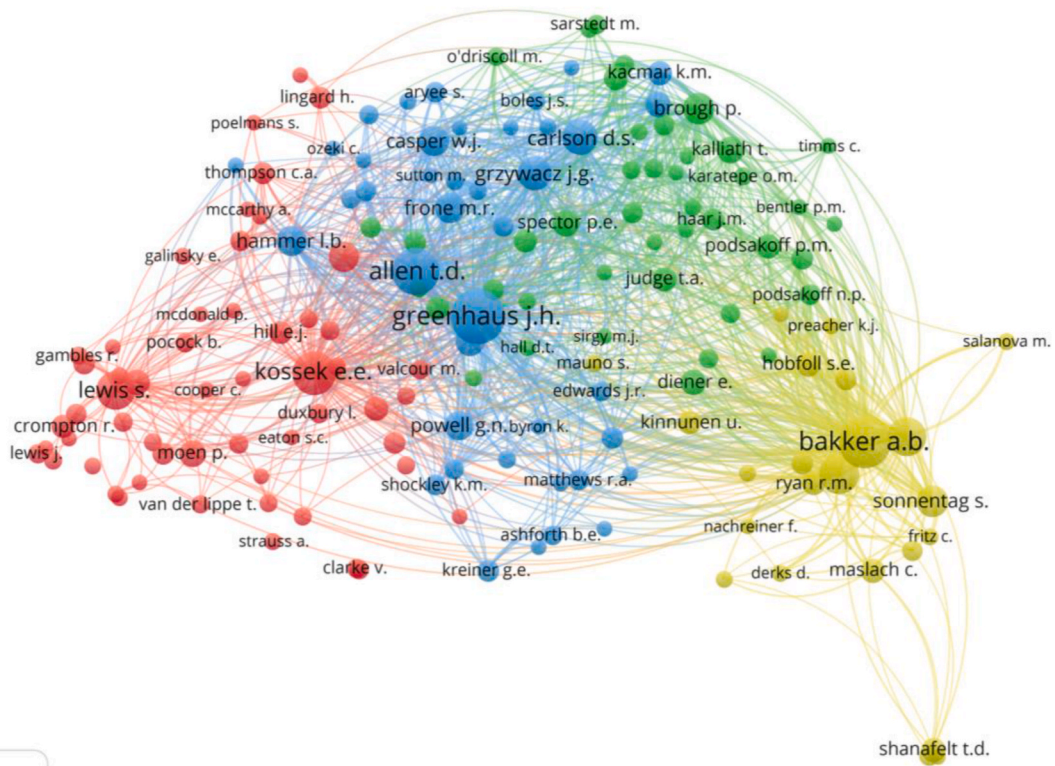 sarstedt m.
o'driscoll m.
kacmar k.m.
lingard h.
aryee s.
boles j.s.
brough p.
poelmans s.
casper w.j.
carlson d.s.
ozeki c.
kalliath t.
timms c.
thompson c.a.
sutton m.
grzywacz j.g.
karatepe o.m.
mccarthy a.
frone m.r.
spector p.e.
haar j.m.
bentler p.m.
hammer l.b.
galinsky e.
allen t.d.
judge t.a.
podsakoff p.m.
podsakoff n.p.
mcdonald p.
greenhaus j.h.
hill e.j.
sirgy m.j.
preacher k.j.
pocock b.
hall d.t.
salanova m.
gambles r.
kossek e.e.
valcour m.
mauno s.
hobfoll s.e.
lewis s.
cooper c.
edwards j.r.
diener e.
duxbury l.
crompton r.
powell g.n.
byron k.
kinnunen u.
eaton s.c.
bakker a.b.
lewis j.
moen p.
shockley k.m.
matthews r.a.
ryan r.m.
van der lippe t.
sonnentag s.
nachreiner f.
strauss a.
ashforth b.e.
fritz c.
clarke v.
kreiner g.e.
derks d.
maslach c.
shanafelt t.d.